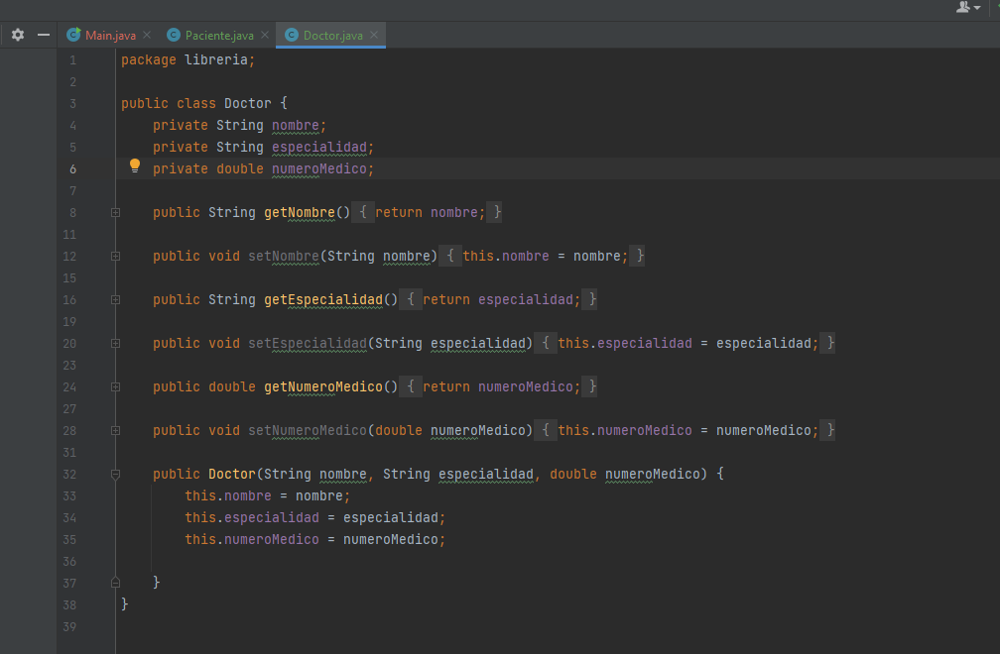 Main.java Paciente.java Doctor.java
1 package libreria;
2
3 public class Doctor {
4 private String nombre;
5 private String especialidad;
6 private double numeroMedico;
7
8 public String getNombre() { return nombre; }
11
12 public void setNombre(String nombre) { this.nombre = nombre; }
15
16 public String getEspecialidad() { return especialidad; }
19
20 public void setEspecialidad(String especialidad) { this.especialidad = especialidad; }
23
24 public double getNumeroMedico() { return numeroMedico; }
27
28 public void setNumeroMedico(double numeroMedico) { this.numeroMedico = numeroMedico; }
31
32 public Doctor(String nombre, String especialidad, double numeroMedico) {
33 this.nombre = nombre;
34 this.especialidad = especialidad;
35 this.numeroMedico = numeroMedico;
36
37 }
38 }
39